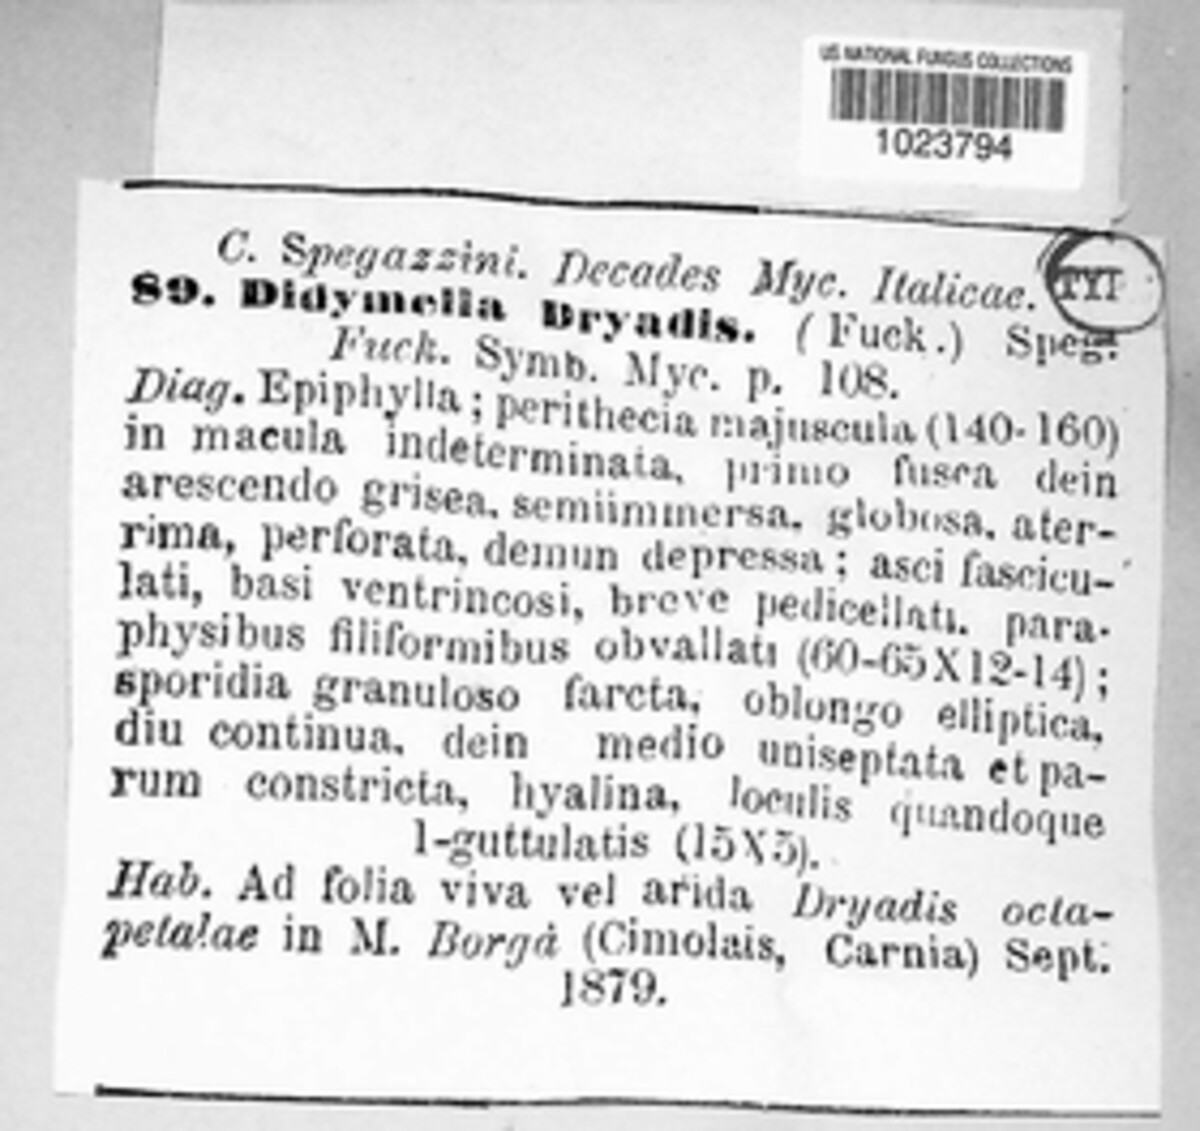 US NATIONAL FUNGUS COLLECTIONS
1023794
C. Spegazzini. Decades Myc. Italicae.
TYP
89. Didymella Dryadis. (Fuck.) Speg.
Fuck. Symb. Myc. p. 108.
Diag. Epiphylla; perithecia majuscula (140-160)
in macula indeterminata, primo fusca dein
arescendo grisea, semiimmersa, globosa, ater-
rima, perforata, demun depressa; asci fascicu-
lati, basi ventrincosi, breve pedicellati, para-
physibus filiformibus obvallati (60-65X12-14);
sporidia granuloso farcta, oblongo elliptica,
diu continua, dein medio uniseptata et pa-
rum constricta, hyalina, loculis quandoque
1-guttulatis (15X5).
Hab. Ad folia viva vel arida Dryadis octa-
petalae in M. Borgà (Cimolais, Carnia) Sept.
1879.